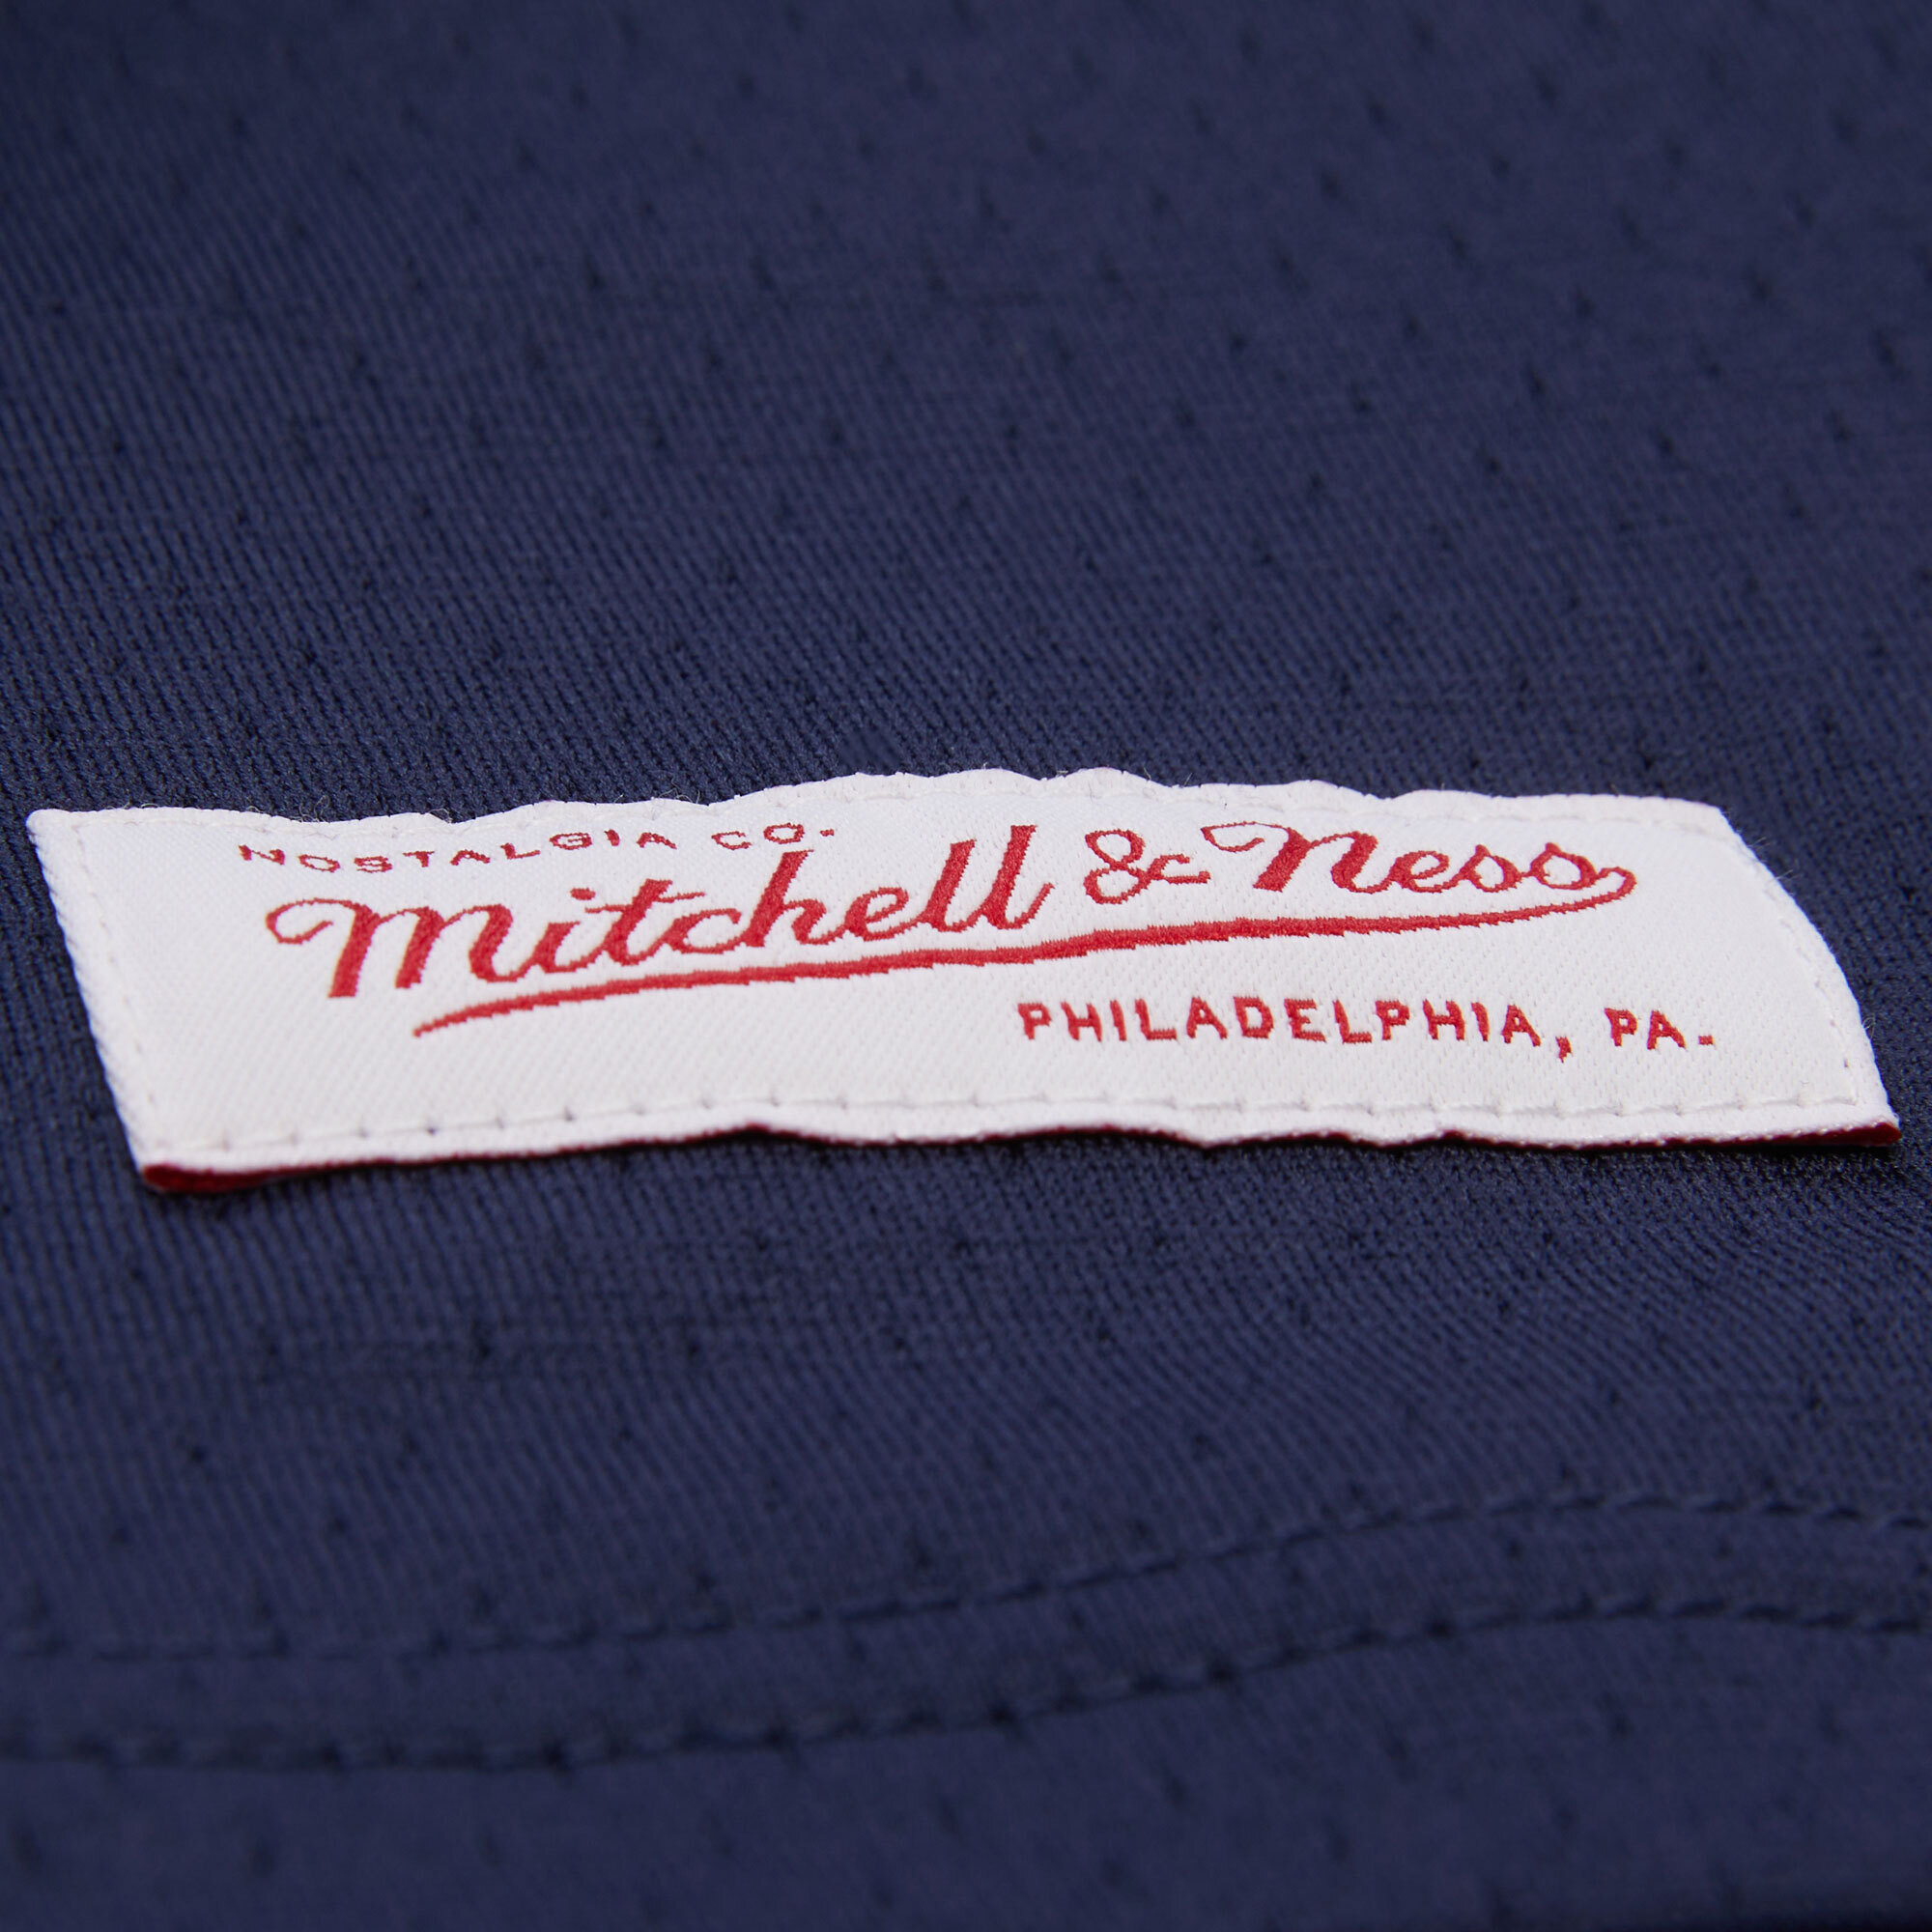 NOSTALGIA CO.
Mitchell & Ness
PHILADELPHIA, PA.